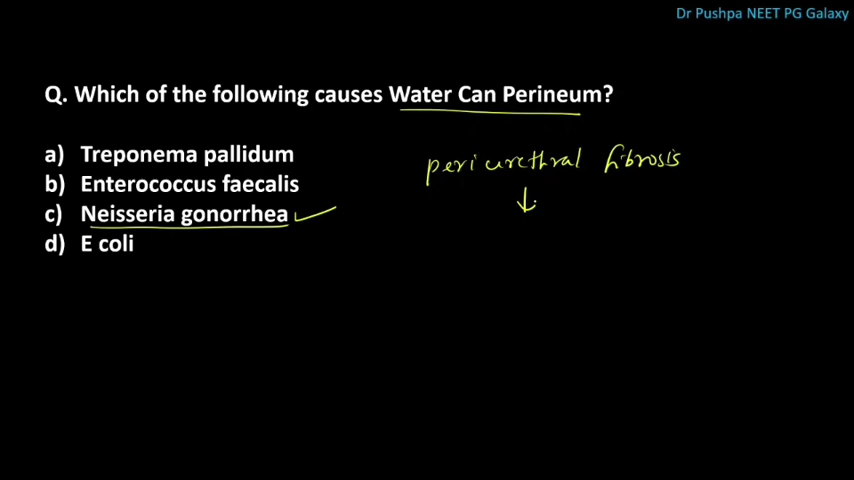 Dr Pushpa NEET PG Galaxy
Q. Which of the following causes Water Can Perineum?
a) Treponema pallidum
b) Enterococcus faecalis
c) Neisseria gonorrhea
d) E coli
periurethral fibrosis